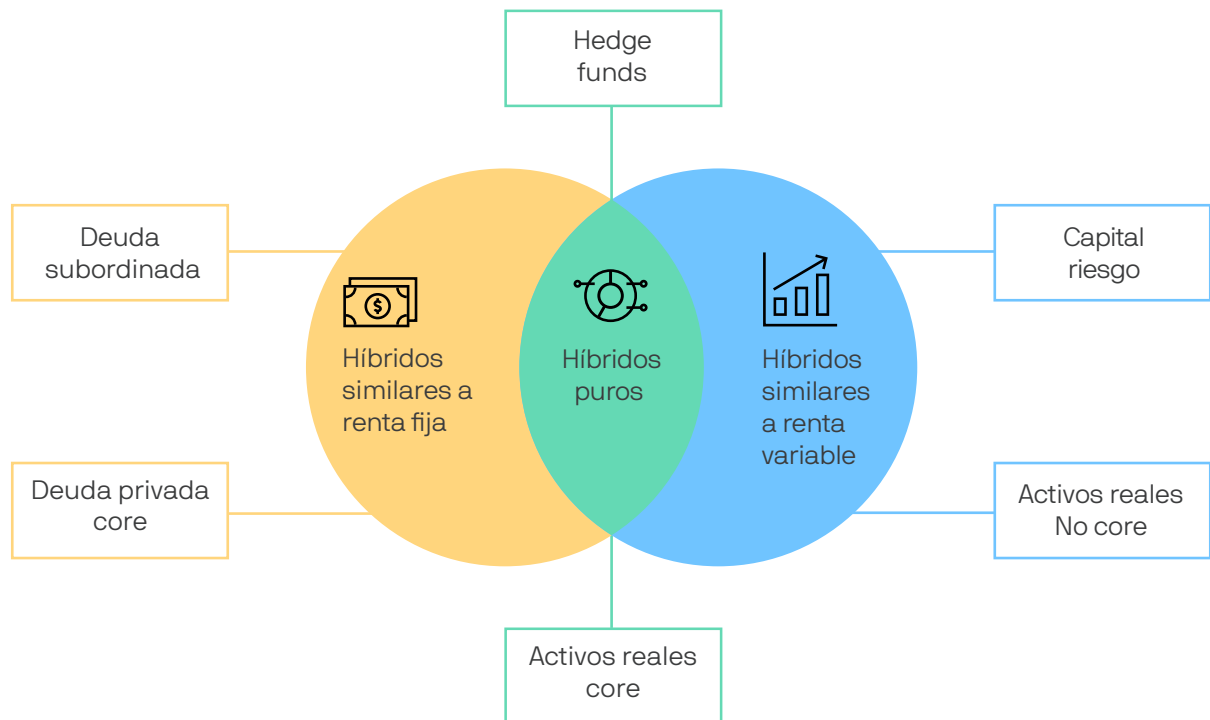 Hedge
funds
Deuda
subordinada
Capital
riesgo
$
Híbridos
similares a
renta fija
Híbridos
puros
Híbridos
similares
a renta
variable
Deuda privada
core
Activos reales
No core
Activos reales
core